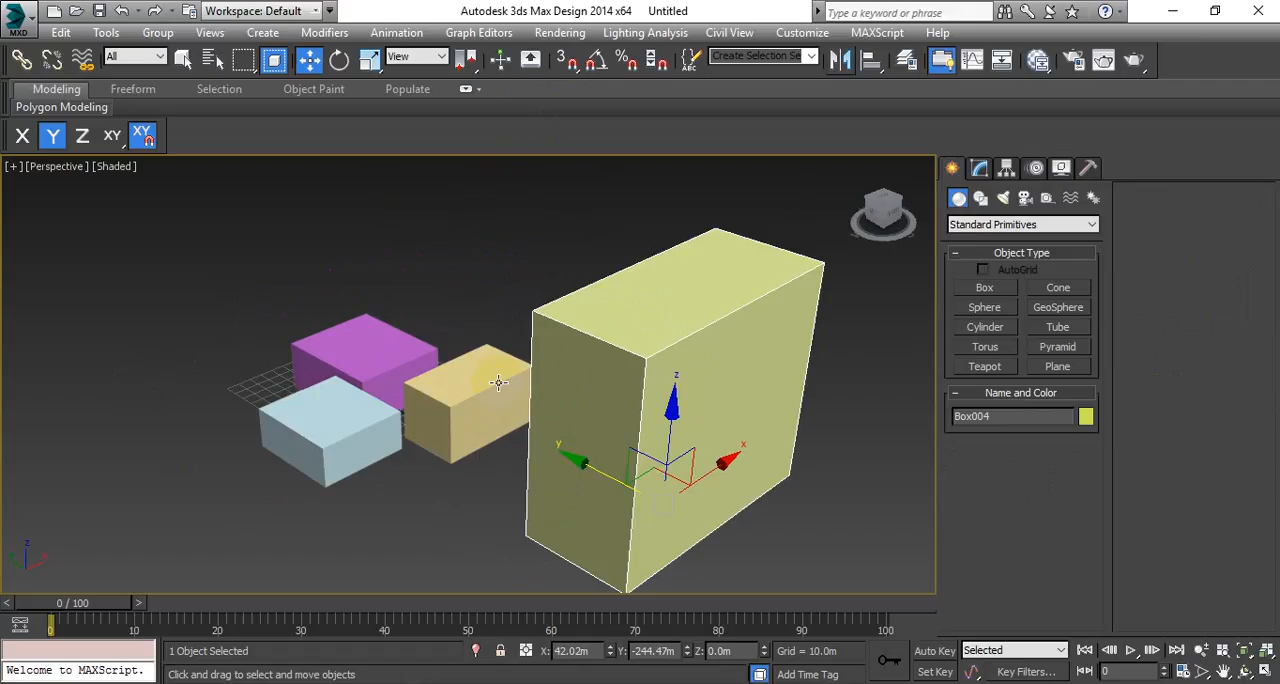 Workspace: Default
Autodesk 3ds Max Design 2014 x64 Untitled
Type a keyword or phrase
MXD
Edit Tools Group Views Create Modifiers Animation Graph Editors Rendering Lighting Analysis Civil View Customize MAXScript Help
All
View
3
Create Selection Se
Modeling Freeform Selection Object Paint Populate
Polygon Modeling
X Y Z XY XY
[+] [Perspective] [Shaded]
Standard Primitives
Object Type
AutoGrid
Box Cone
Sphere GeoSphere
Cylinder Tube
Torus Pyramid
Teapot Plane
Name and Color
Box004
z
y
x
z
0 / 100
0 10 20 30 40 50 60 70 80 90 100
1 Object Selected X: 42.02m Y: -244.47m Z: 0.0m Grid = 10.0m Auto Key Selected
Welcome to MAXScript. Click and drag to select and move objects Add Time Tag Set Key Key Filters... 0